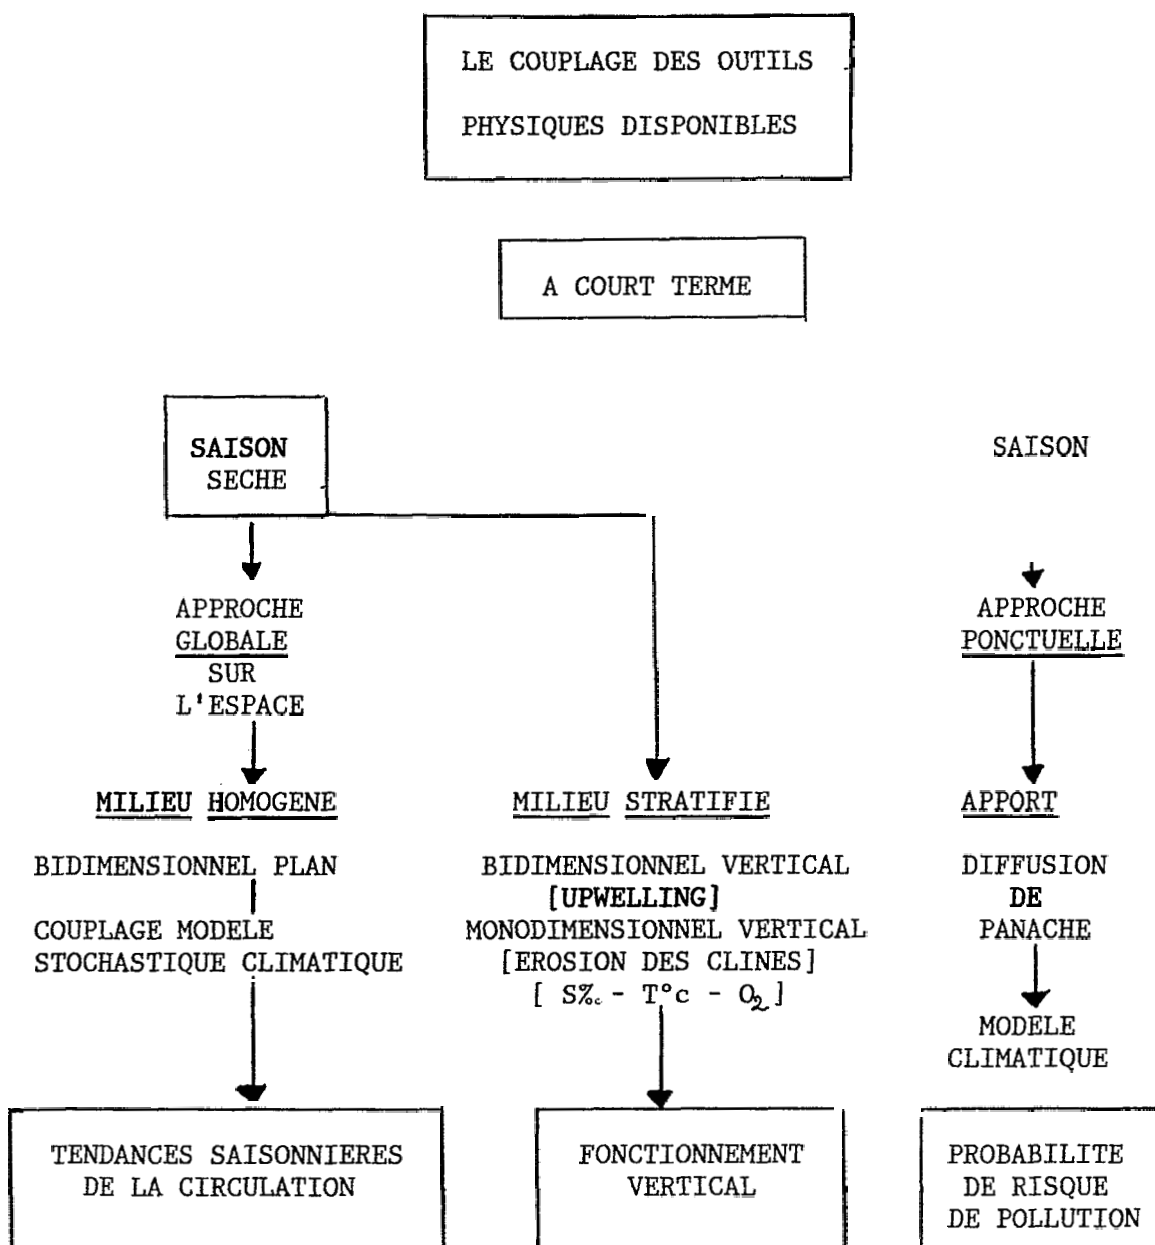 LE COUPLAGE DES OUTILS
PHYSIQUES DISPONIBLES
A COURT TERME
SAISON
SECHE
APPROCHE
GLOBALE
SUR
L'ESPACE
MILIEU HOMOGENE
BIDIMENSIONNEL PLAN
COUPLAGE MODELE
STOCHASTIQUE CLIMATIQUE
TENDANCES SAISONNIERES
DE LA CIRCULATION
MILIEU STRATIFIE
BIDIMENSIONNEL VERTICAL
[UPWELLING]
MONODIMENSIONNEL VERTICAL
[EROSION DES CLINES]
[ S‰ - T°c - O2 ]
FONCTIONNEMENT
VERTICAL
SAISON
APPROCHE
PONCTUELLE
APPORT
DIFFUSION
DE
PANACHE
MODELE
CLIMATIQUE
PROBABILITE
DE RISQUE
DE POLLUTION